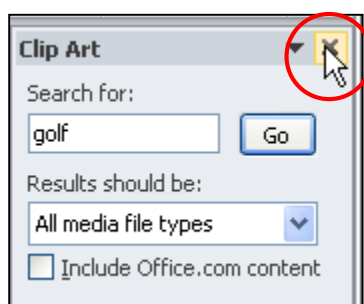 Clip Art
Search for:
golf
Go
Results should be:
All media file types
Include Office.com content